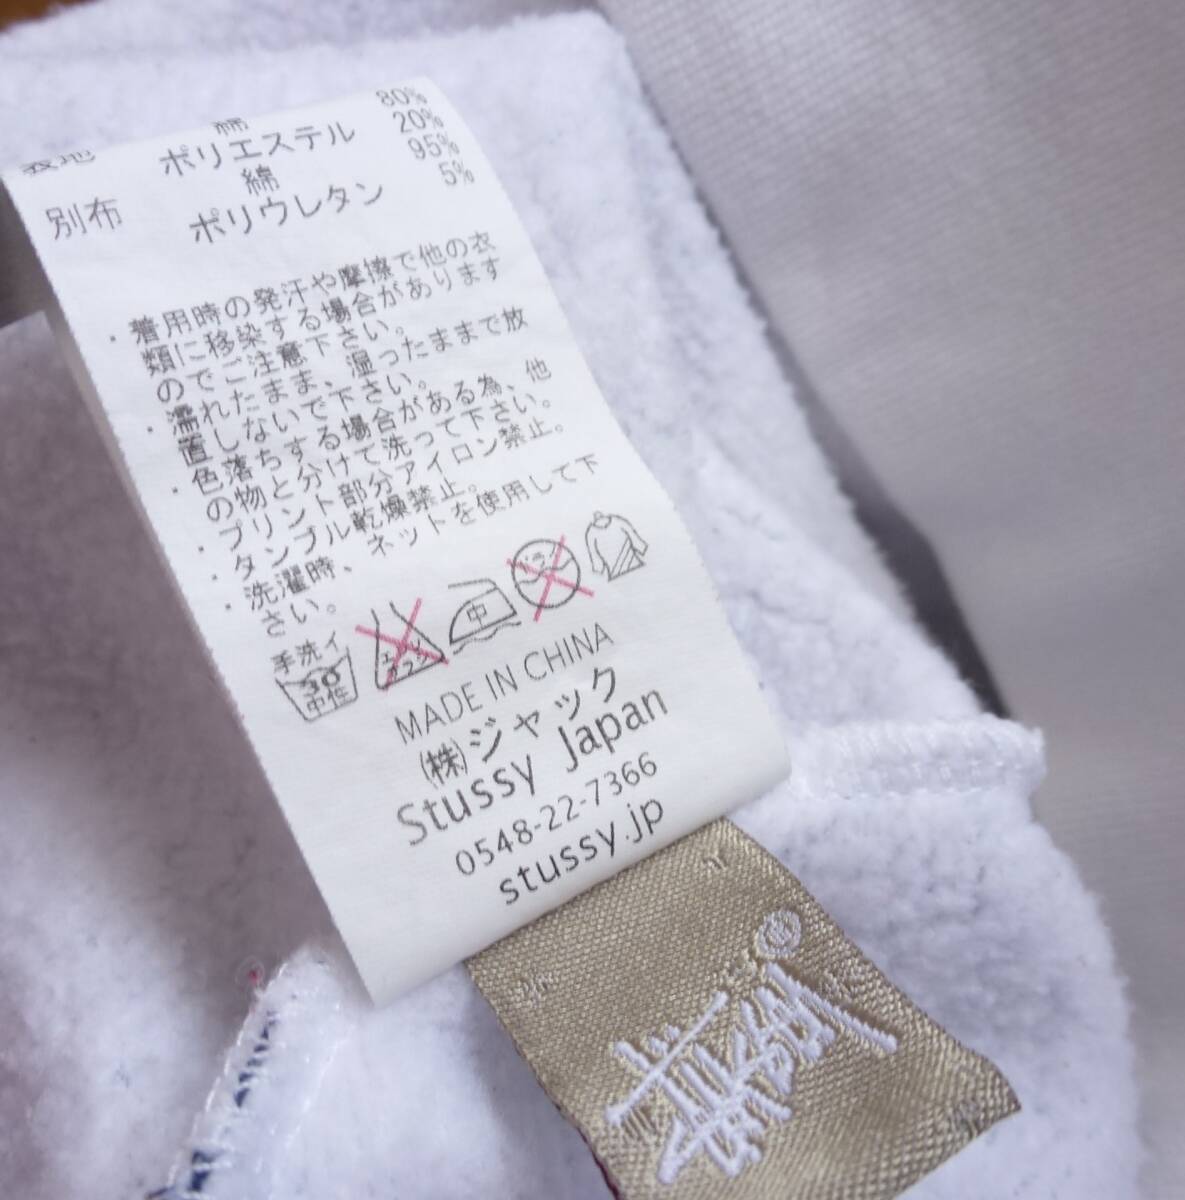 表地 綿 80%
ポリエステル 20%
別布 綿 95%
ポリウレタン 5%
・着用時の発汗や摩擦で他の衣
類に移染する場合があります
のでご注意下さい。
・濡れたまま、湿ったままで放
置しないで下さい。
・色落ちする場合がある為、他
の物と分けて洗って下さい。
・プリント部分アイロン禁止。
・タンブル乾燥禁止。
・洗濯時、ネットを使用して下
さい。
手洗イ
30
中性
エンソ
サラシ
中
MADE IN CHINA
(株)ジャック
Stussy Japan
0548-22-7366
stussy.jp